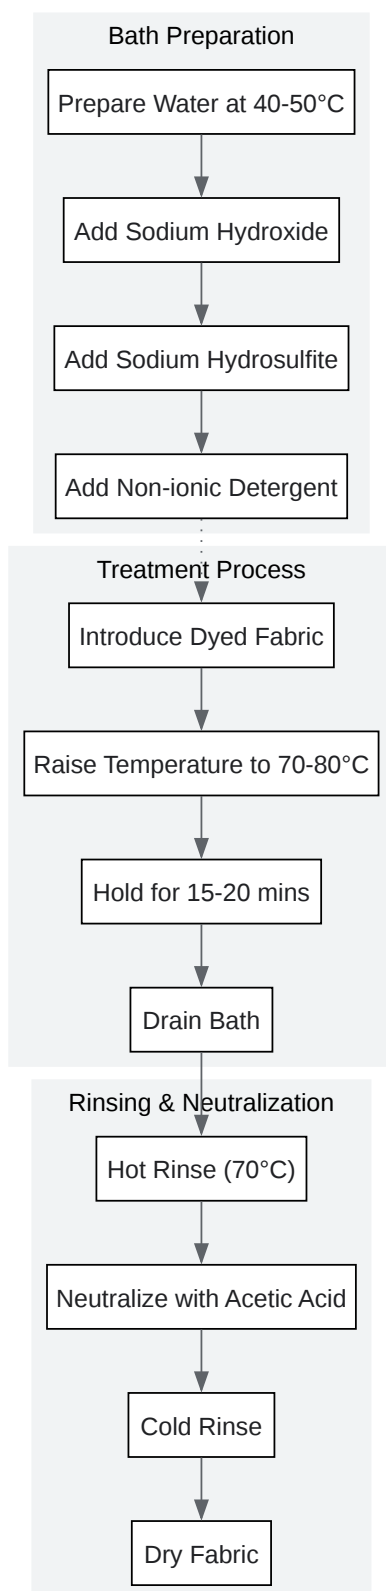 Bath Preparation
Prepare Water at 40-50°C
Add Sodium Hydroxide
Add Sodium Hydrosulfite
Add Non-ionic Detergent
Treatment Process
Introduce Dyed Fabric
Raise Temperature to 70-80°C
Hold for 15-20 mins
Drain Bath
Rinsing & Neutralization
Hot Rinse (70°C)
Neutralize with Acetic Acid
Cold Rinse
Dry Fabric